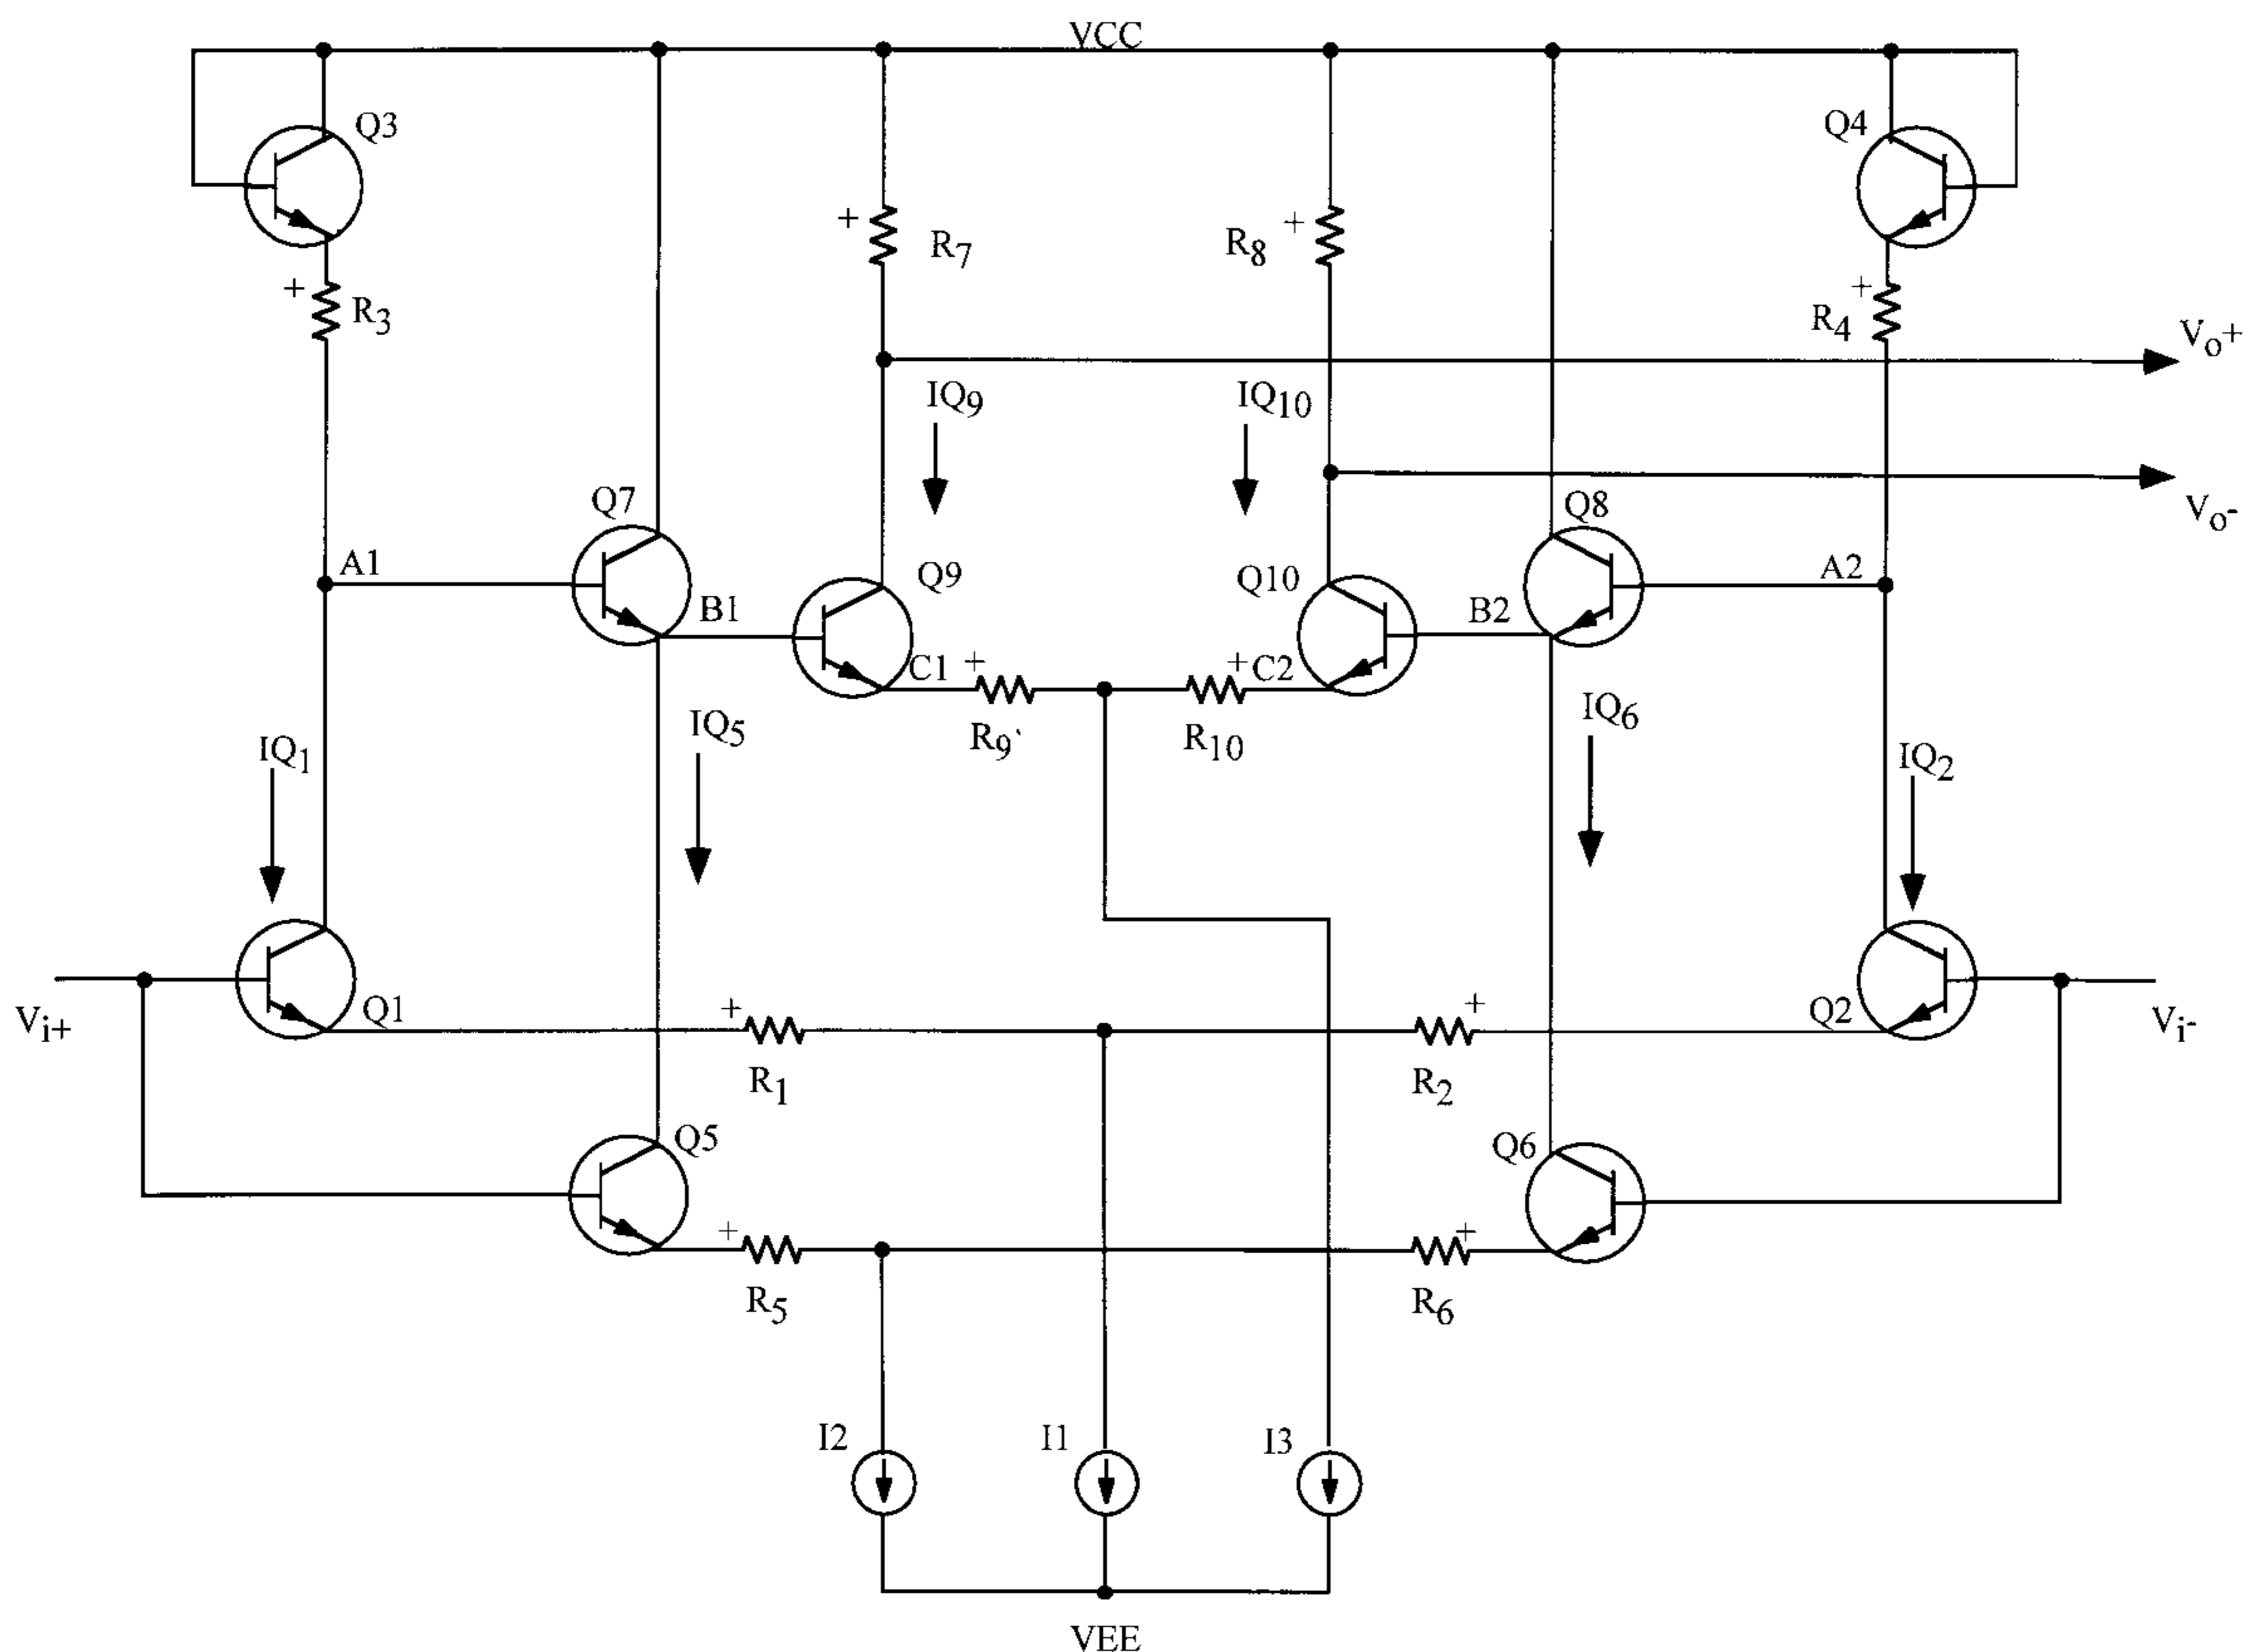 VCC
Q3
Q4
+
R7
R8
+
+
R3
+
R4
Vo+
IQ9
IQ10
Q7
Q8
Vo-
A1
Q9
Q10
A2
B1
B2
C1
+
+
C2
R9`
R10
IQ5
IQ6
IQ1
IQ2
Vi+
Q1
+
+
Q2
Vi-
R1
R2
Q5
Q6
+
+
R5
R6
I2
I1
I3
VEE